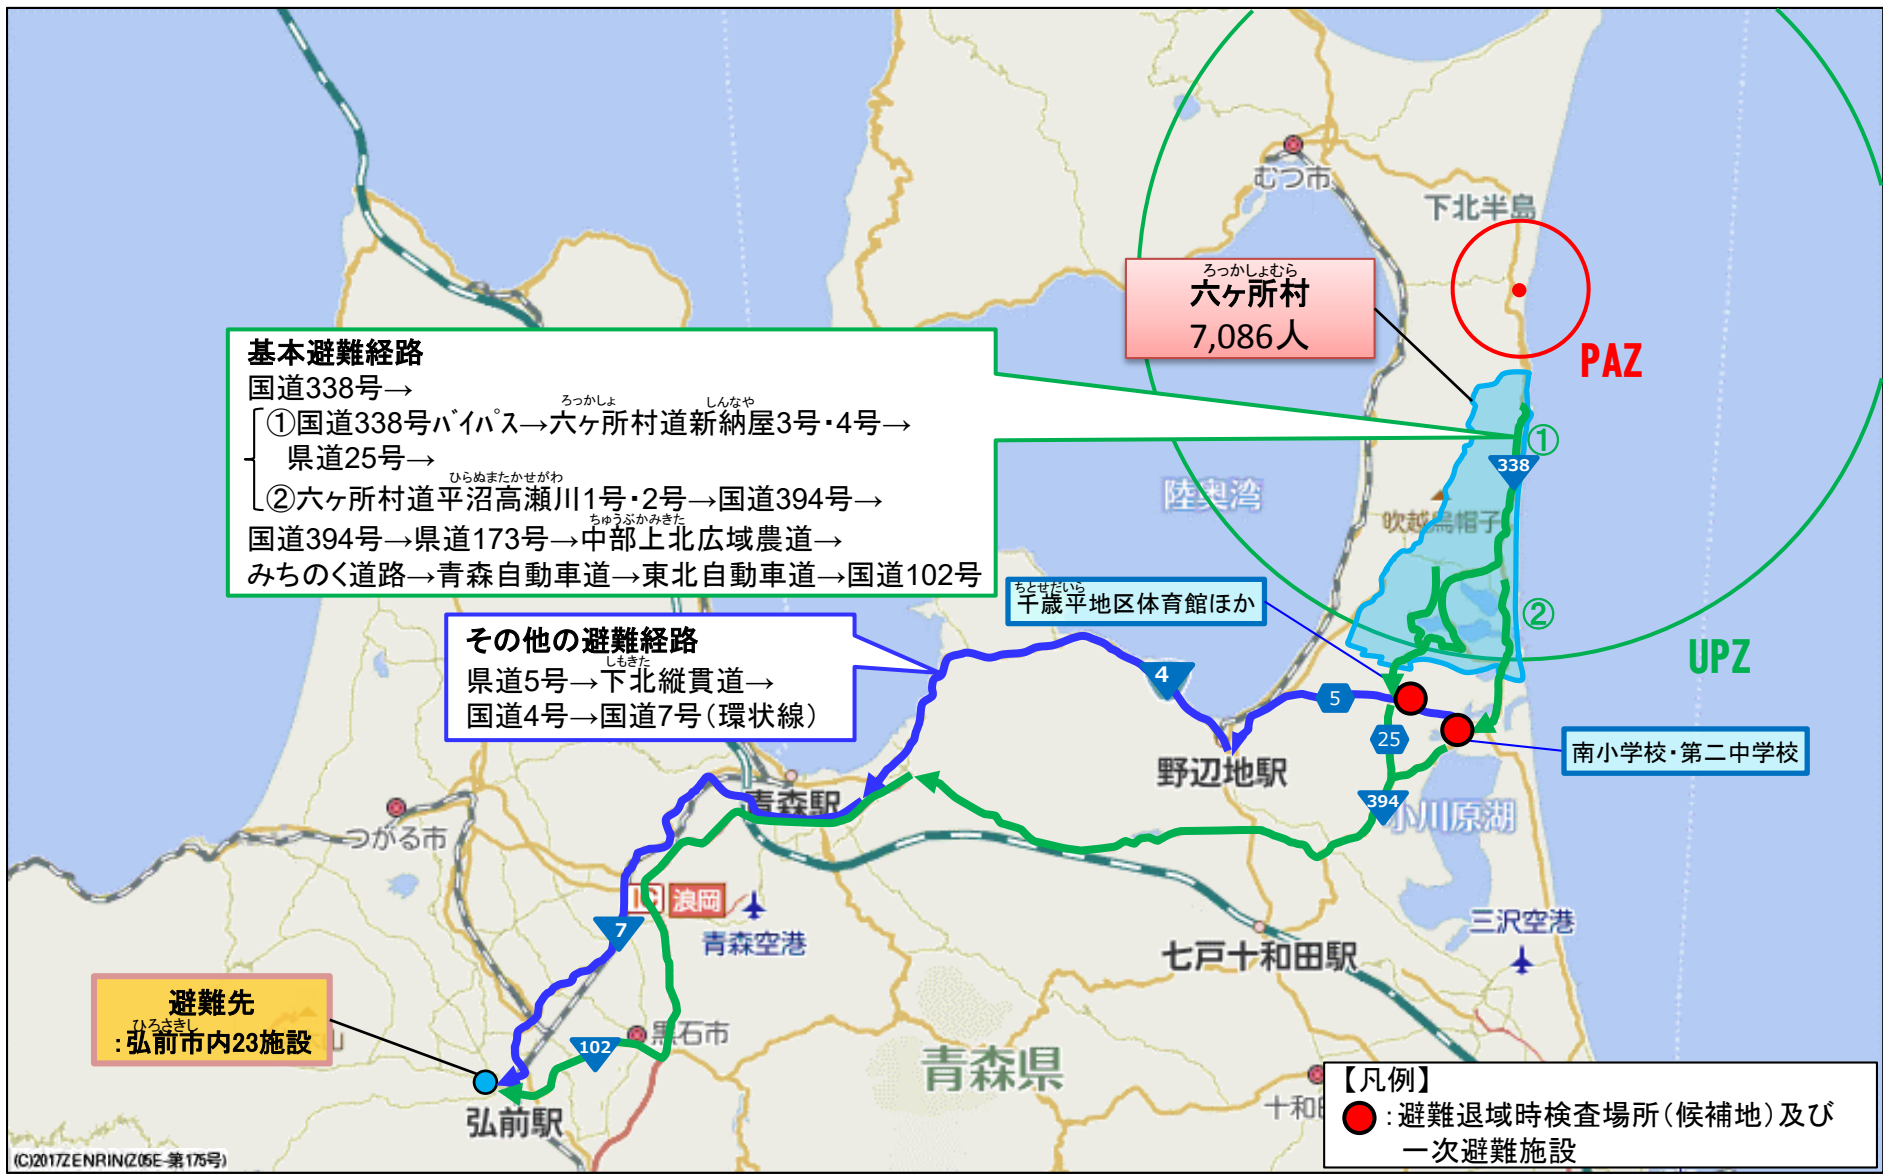 むつ市
下北半島
ろっかしょむら
六ヶ所村
7,086人
PAZ
基本避難経路
国道338号→
ろっかしょ しんなや
①国道338号バイパス→六ヶ所村道新納屋3号・4号→
県道25号→
ひらぬまたかせがわ
②六ヶ所村道平沼高瀬川1号・2号→国道394号→
ちゅうぶかみきた
国道394号→県道173号→中部上北広域農道→
みちのく道路→青森自動車道→東北自動車道→国道102号
①
338
陸奥湾
吹越烏帽子
ちとせだいら
千歳平地区体育館ほか
②
UPZ
その他の避難経路
しもきた
県道5号→下北縦貫道→
国道4号→国道7号(環状線)
4
5
25
南小学校・第二中学校
野辺地駅
394
小川原湖
青森駅
つがる市
IC 浪岡
7
青森空港
三沢空港
七戸十和田駅
避難先
ひろさきし
:弘前市内23施設
山
黒石市
102
青森県
弘前駅
十和田
【凡例】
:避難退域時検査場所(候補地)及び
一次避難施設
(C)2017ZENRIN(Z05E-第175号)